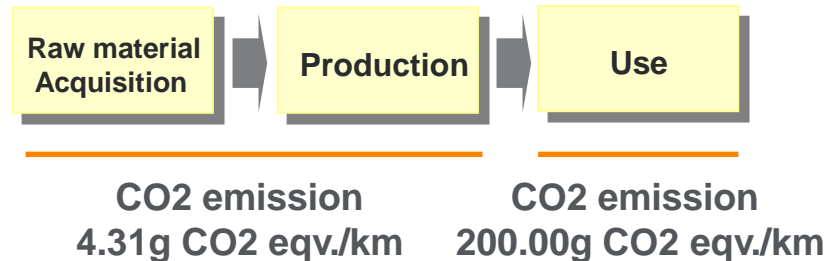 Raw material
Acquisition
Production
Use
CO2 emission
4.31g CO2 eqv./km
CO2 emission
200.00g CO2 eqv./km